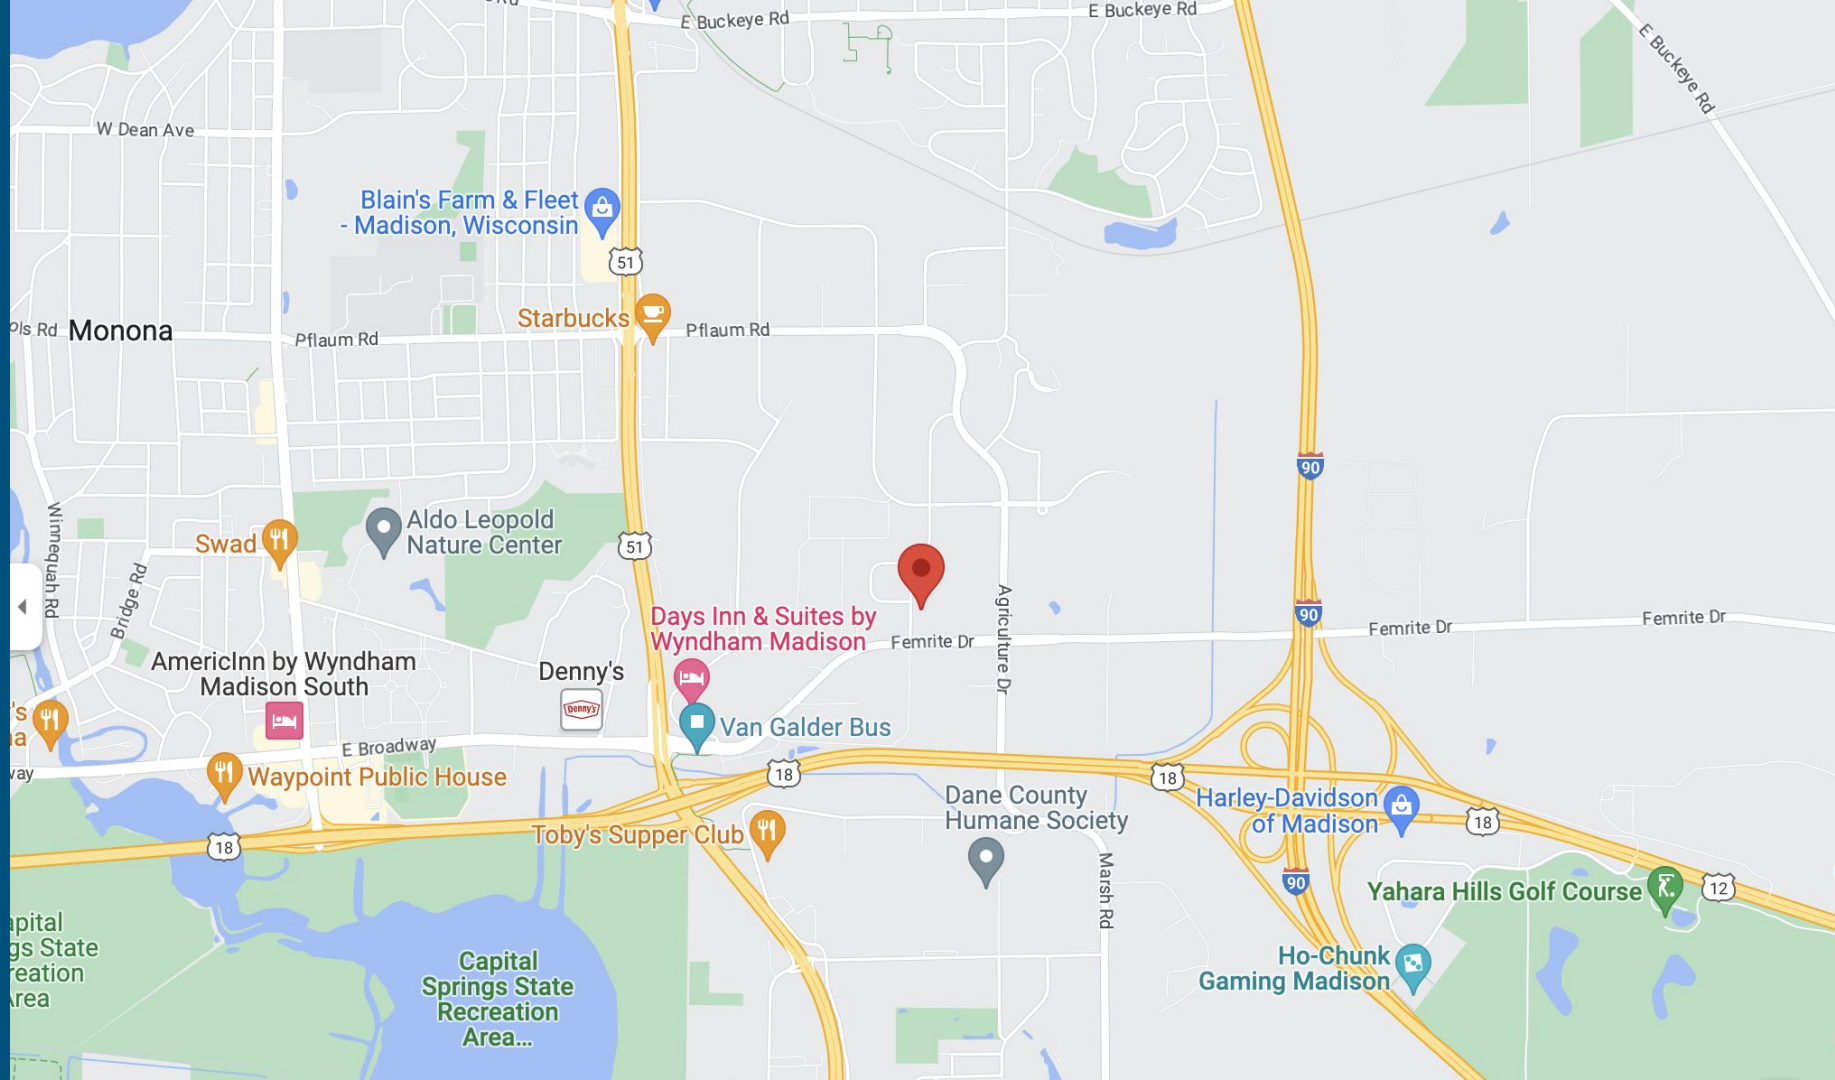 E Buckeye Rd
E Buckeye Rd
E Buckeye Rd
W Dean Ave
Blain's Farm & Fleet
- Madison, Wisconsin
51
Starbucks
Pflaum Rd
Pflaum Rd
Monona
90
Winnequah Rd
Bridge Rd
Swad
Aldo Leopold
Nature Center
51
Agriculture Dr
90
Femrite Dr
Femrite Dr
Femrite Dr
Days Inn & Suites by
Wyndham Madison
AmericInn by Wyndham
Madison South
Denny's
Denny's
Van Galder Bus
E Broadway
Waypoint Public House
18
18
18
18
Toby's Supper Club
Dane County
Humane Society
Harley-Davidson
of Madison
Marsh Rd
90
Yahara Hills Golf Course
12
Ho-Chunk
Gaming Madison
Capital
Springs State
Recreation
Area...